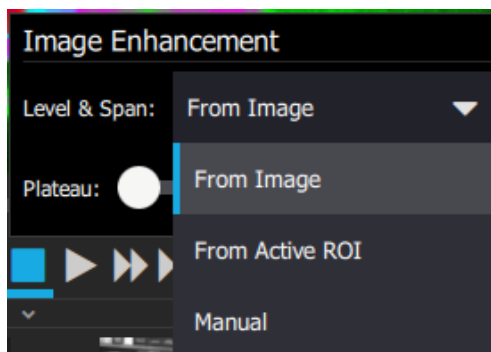 Image Enhancement
Level & Span: From Image
From Image
Plateau:
From Active ROI
Manual